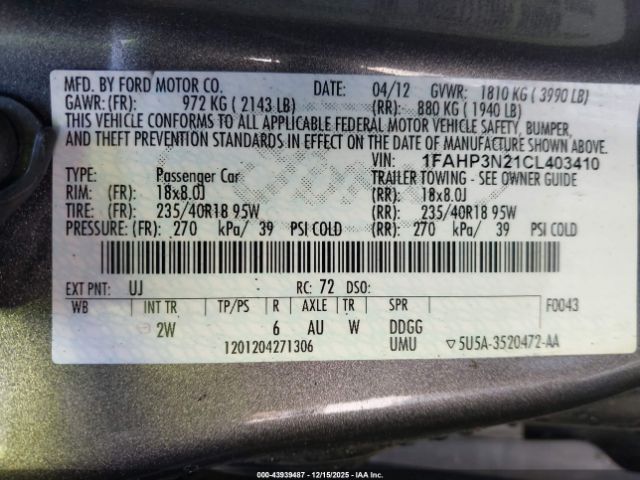 MFD. BY FORD MOTOR CO. DATE: 04/12 GVWR: 1810 KG ( 3990 LB)
GAWR: (FR): 972 KG ( 2143 LB) (RR): 880 KG ( 1940 LB)
THIS VEHICLE CONFORMS TO ALL APPLICABLE FEDERAL MOTOR VEHICLE SAFETY, BUMPER,
AND THEFT PREVENTION STANDARDS IN EFFECT ON THE DATE OF MANUFACTURE SHOWN ABOVE.
VIN: 1FAHP3N21CL403410
TYPE: Passenger Car TRAILER TOWING - SEE OWNER GUIDE
RIM: (FR) 18x8.0J (RR): 18x8.0J
TIRE: (FR) 235/40R18 95W (RR): 235/40R18 95W
PRESSURE: (FR) 270 kPa/ 39 PSI COLD (RR): 270 kPa/ 39 PSI COLD
EXT PNT: UJ RC: 72 DSO:
WB INT TR TP/PS R AXLE TR SPR F0043
2W 6 AU W DDGG
1201204271306 UMU ▽5U5A-3520472-AA
000-43939487 - 12/15/2025 - IAA, Inc.